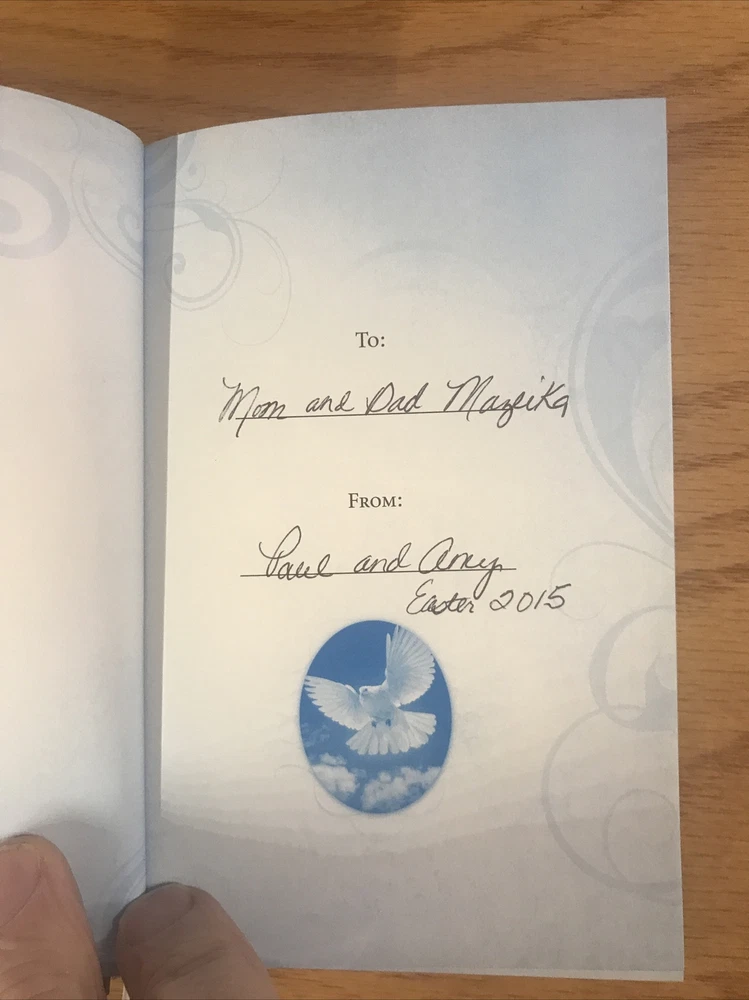 To:
Mom and Dad Mazeika
From:
Paul and Amy
Easter 2015